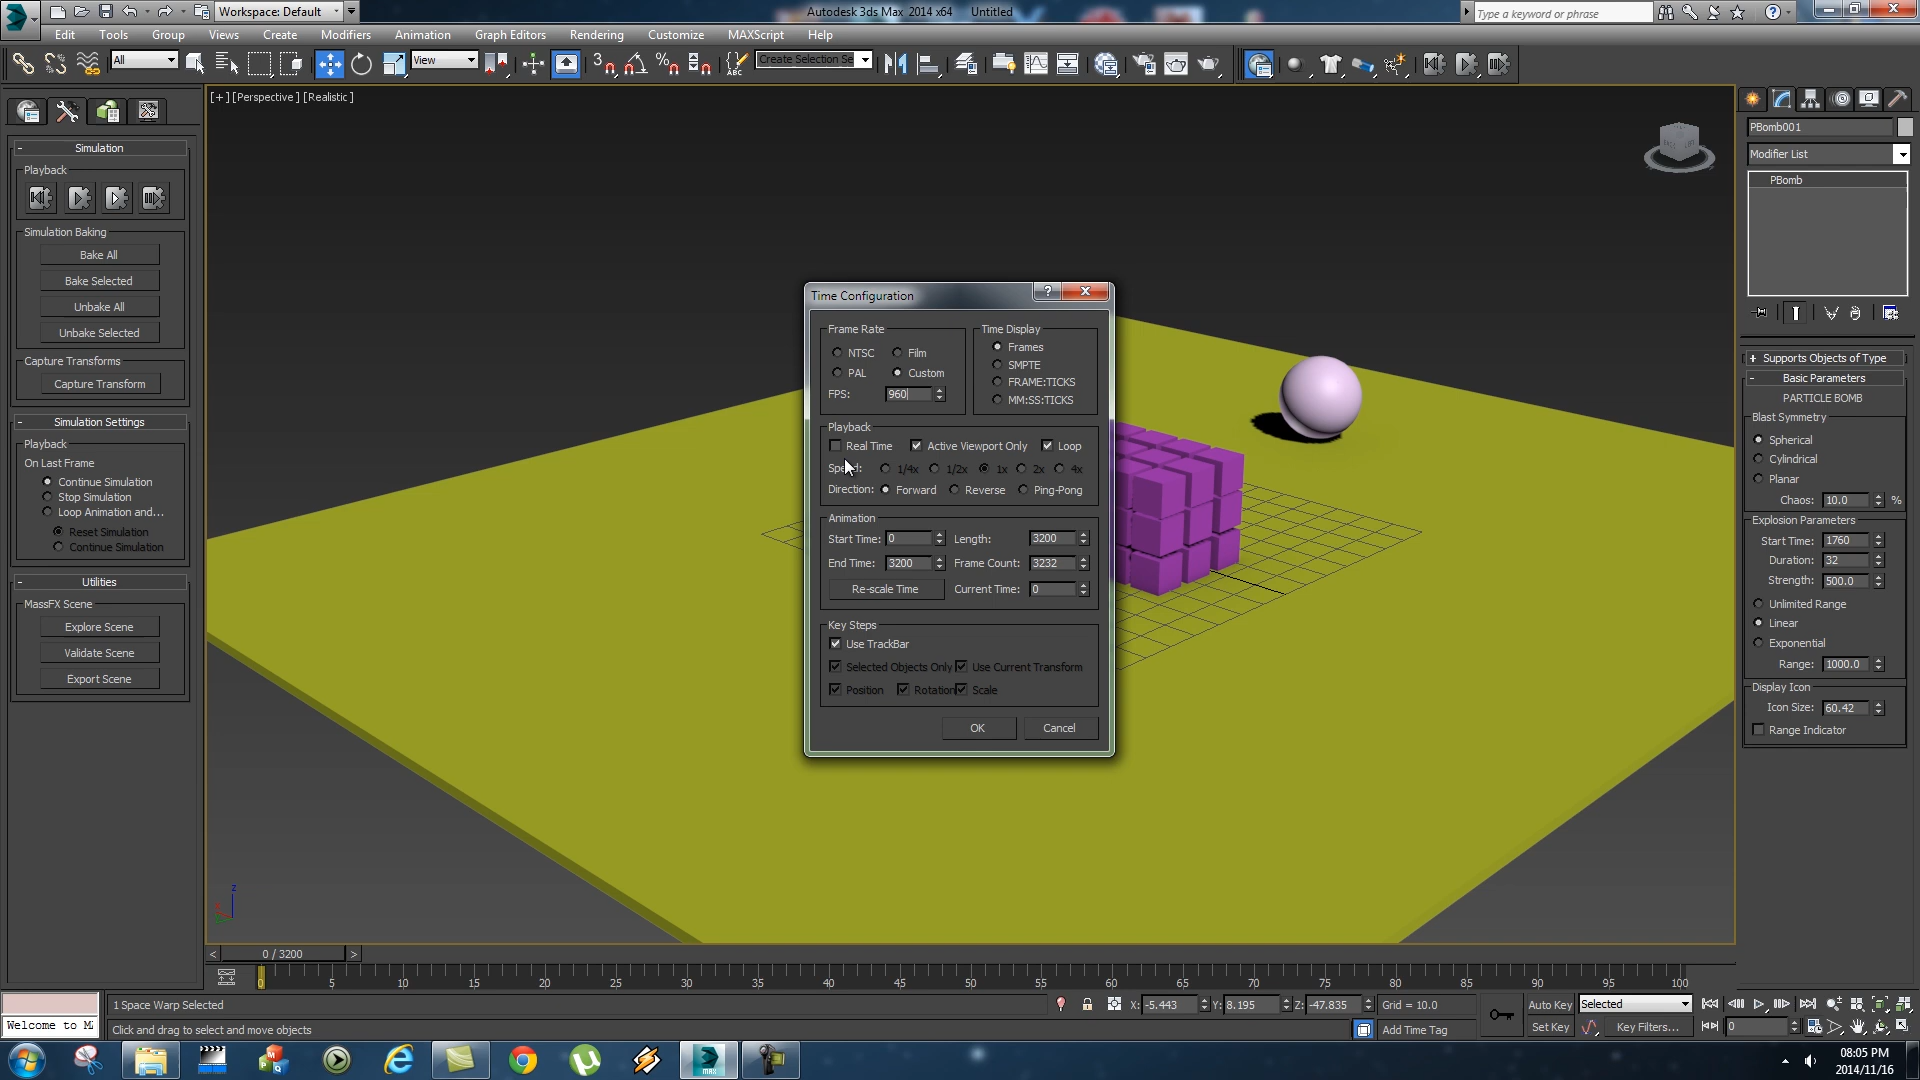 Workspace: Default
Autodesk 3ds Max 2014 x64 Untitled
Type a keyword or phrase
Edit Tools Group Views Create Modifiers Animation Graph Editors Rendering Customize MAXScript Help
All
View
Create Selection Se
[+] [Perspective] [Realistic]
Simulation
Playback
Simulation Baking
Bake All
Bake Selected
Unbake All
Unbake Selected
Capture Transforms
Capture Transform
Simulation Settings
Playback
On Last Frame
Continue Simulation
Stop Simulation
Loop Animation and...
Reset Simulation
Continue Simulation
Utilities
MassFX Scene
Explore Scene
Validate Scene
Export Scene
Time Configuration
Frame Rate
NTSC Film
PAL Custom
FPS: 960
Time Display
Frames
SMPTE
FRAME:TICKS
MM:SS:TICKS
Playback
Real Time Active Viewport Only Loop
1/4x 1/2x 1x 2x 4x
Direction: Forward Reverse Ping-Pong
Animation
Start Time: 0 Length: 3200
End Time: 3200 Frame Count: 3232
Re-scale Time Current Time: 0
Key Steps
Use TrackBar
Selected Objects Only Use Current Transform
Position Rotation Scale
OK Cancel
PBomb001
Modifier List
PBomb
+ Supports Objects of Type
- Basic Parameters
PARTICLE BOMB
Blast Symmetry
Spherical
Cylindrical
Planar
Chaos: 10.0 %
Explosion Parameters
Start Time: 1760
Duration: 32
Strength: 500.0
Unlimited Range
Linear
Exponential
Range: 1000.0
Display Icon
Icon Size: 60.42
Range Indicator
z
< 0 / 3200 >
0 5 10 15 20 25 30 35 40 45 50 55 60 65 70 75 80 85 90 95 100
1 Space Warp Selected
X: -5.443 Y: 8.195 Z: -47.835 Grid = 10.0
Auto Key Selected
Welcome to M
Click and drag to select and move objects
Add Time Tag
Set Key Key Filters... 0
08:05 PM
2014/11/16